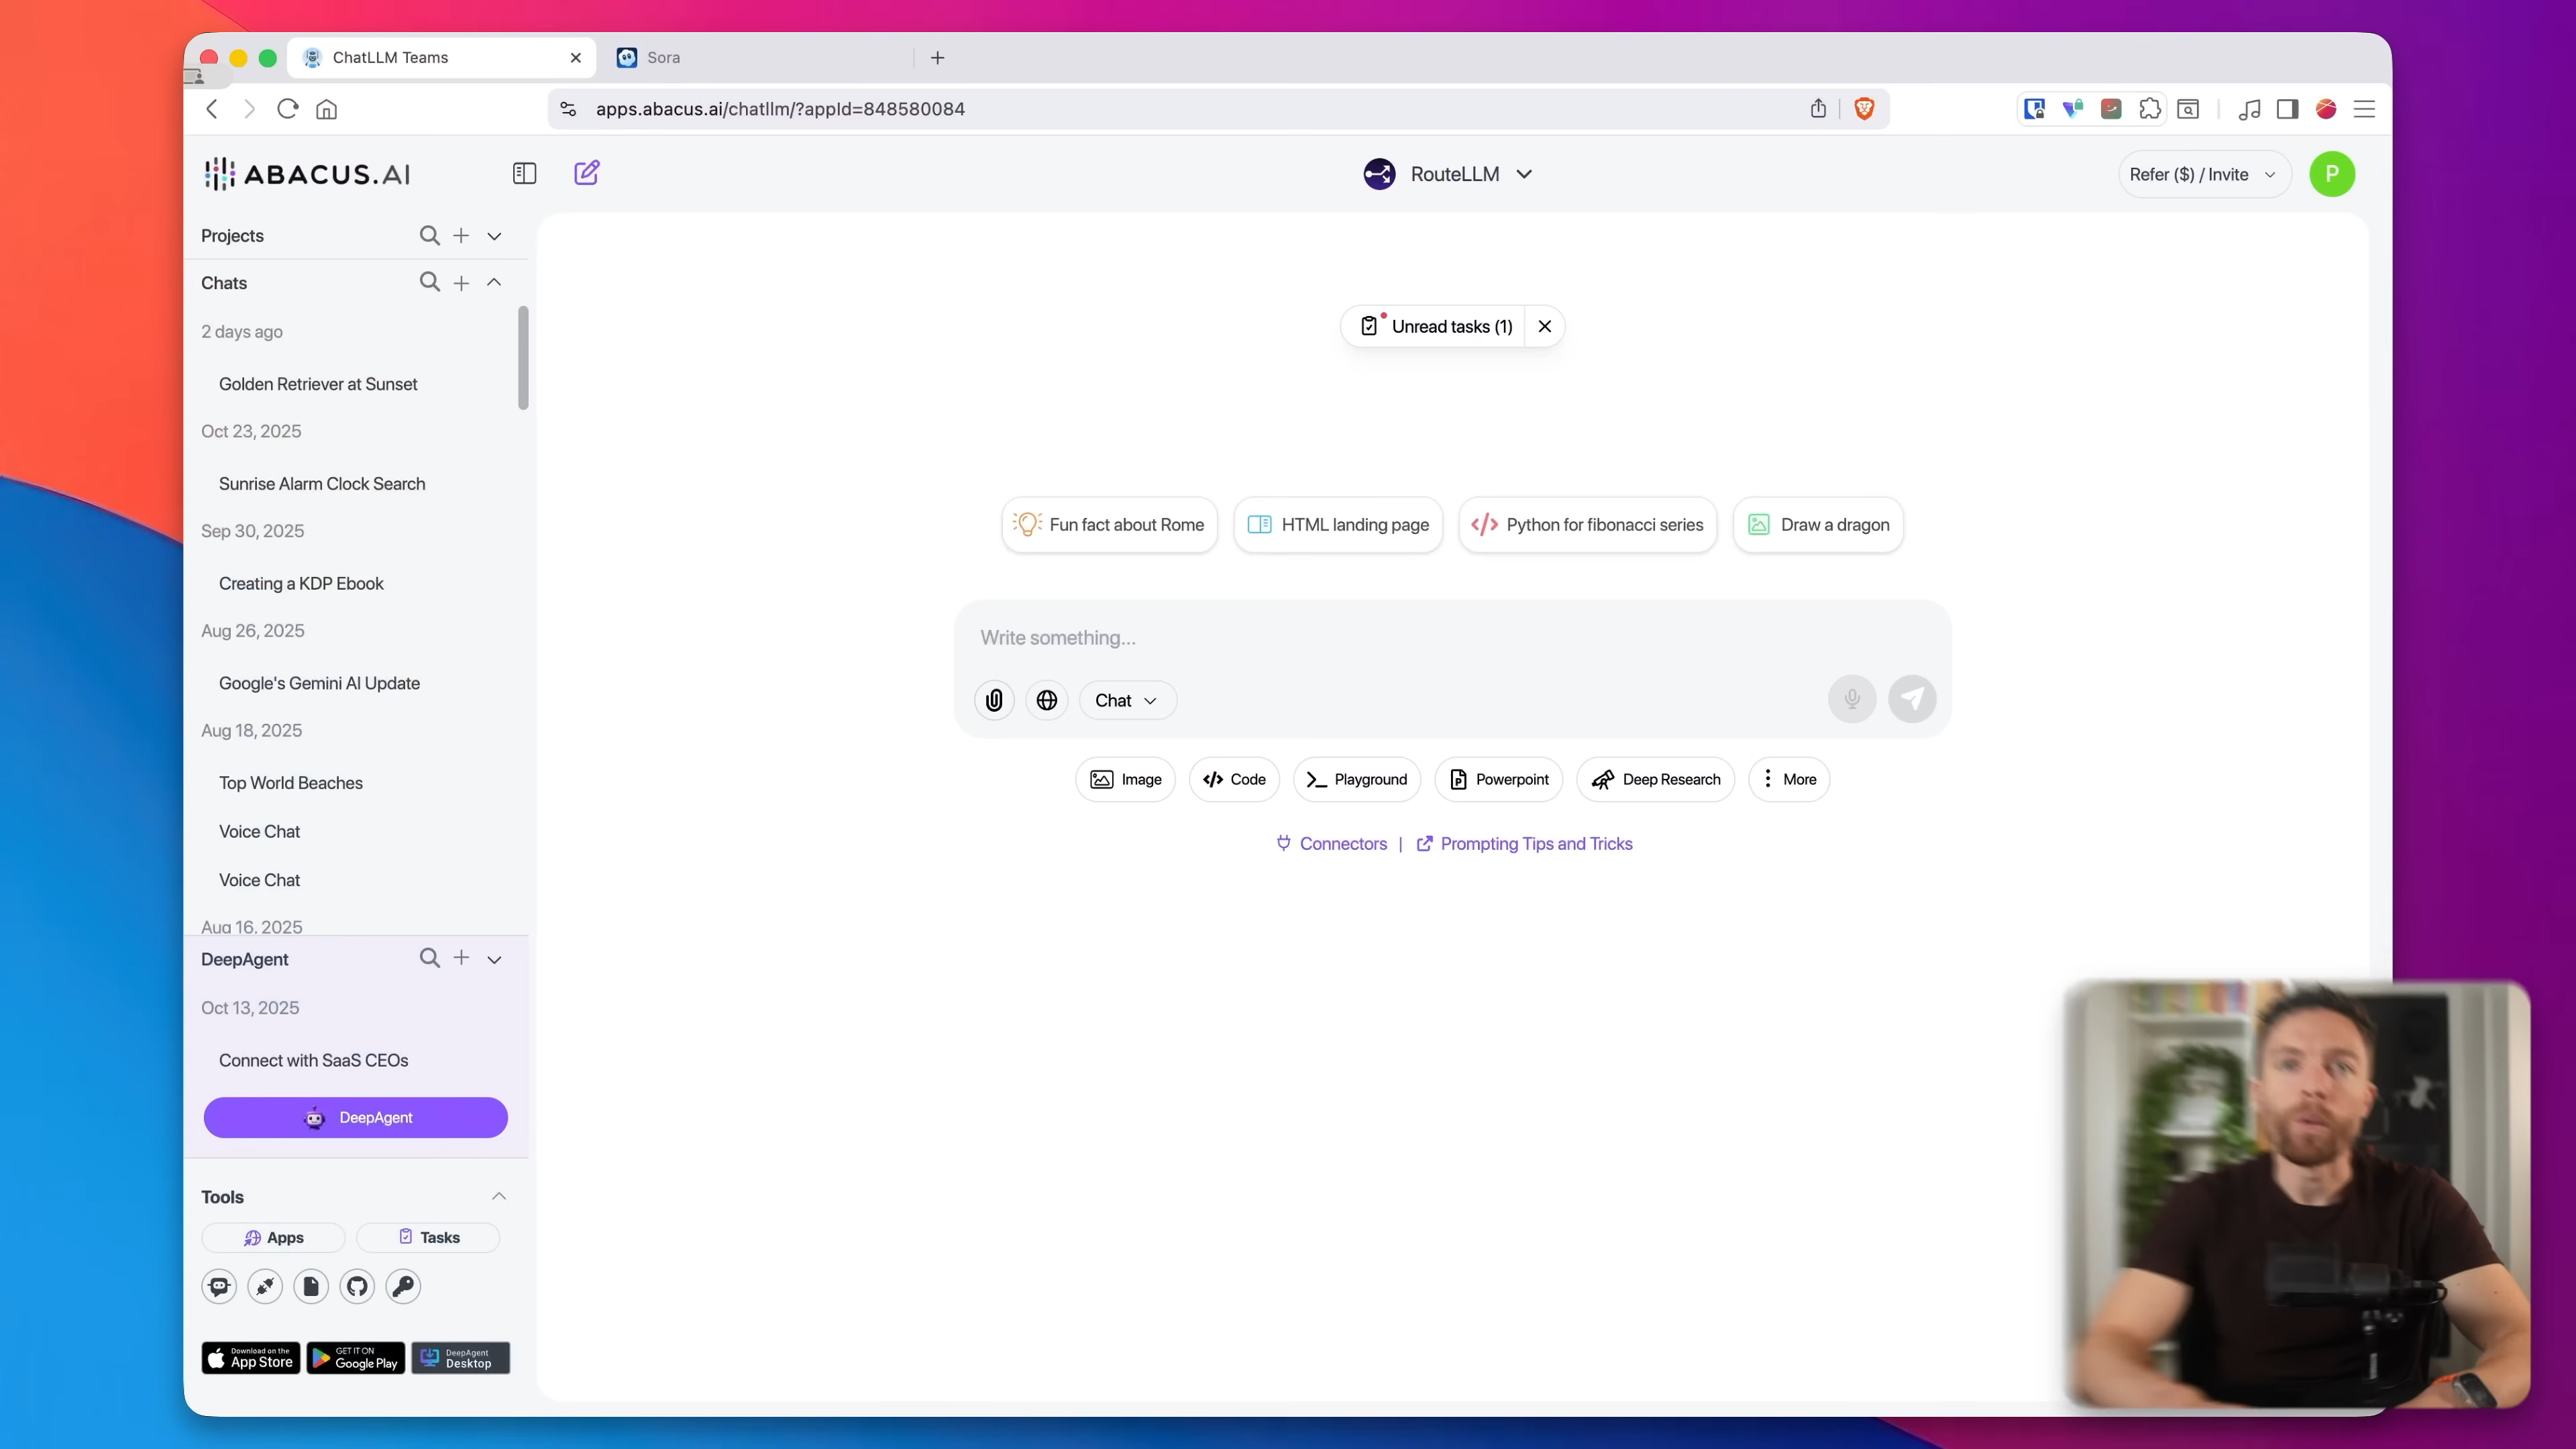 ChatLLM Teams
Sora
apps.abacus.ai/chatllm/?appId=848580084
ABACUS.AI
RouteLLM
Refer ($) / Invite
P
Projects
Chats
2 days ago
Golden Retriever at Sunset
Oct 23, 2025
Sunrise Alarm Clock Search
Sep 30, 2025
Creating a KDP Ebook
Aug 26, 2025
Google's Gemini AI Update
Aug 18, 2025
Top World Beaches
Voice Chat
Voice Chat
Aug 16, 2025
DeepAgent
Oct 13, 2025
Connect with SaaS CEOs
DeepAgent
Tools
Apps Tasks
Download on the App Store
GET IT ON Google Play
DeepAgent Desktop
Unread tasks (1)
Fun fact about Rome
HTML landing page
Python for fibonacci series
Draw a dragon
Write something...
Chat
Image
Code
Playground
Powerpoint
Deep Research
More
Connectors | Prompting Tips and Tricks